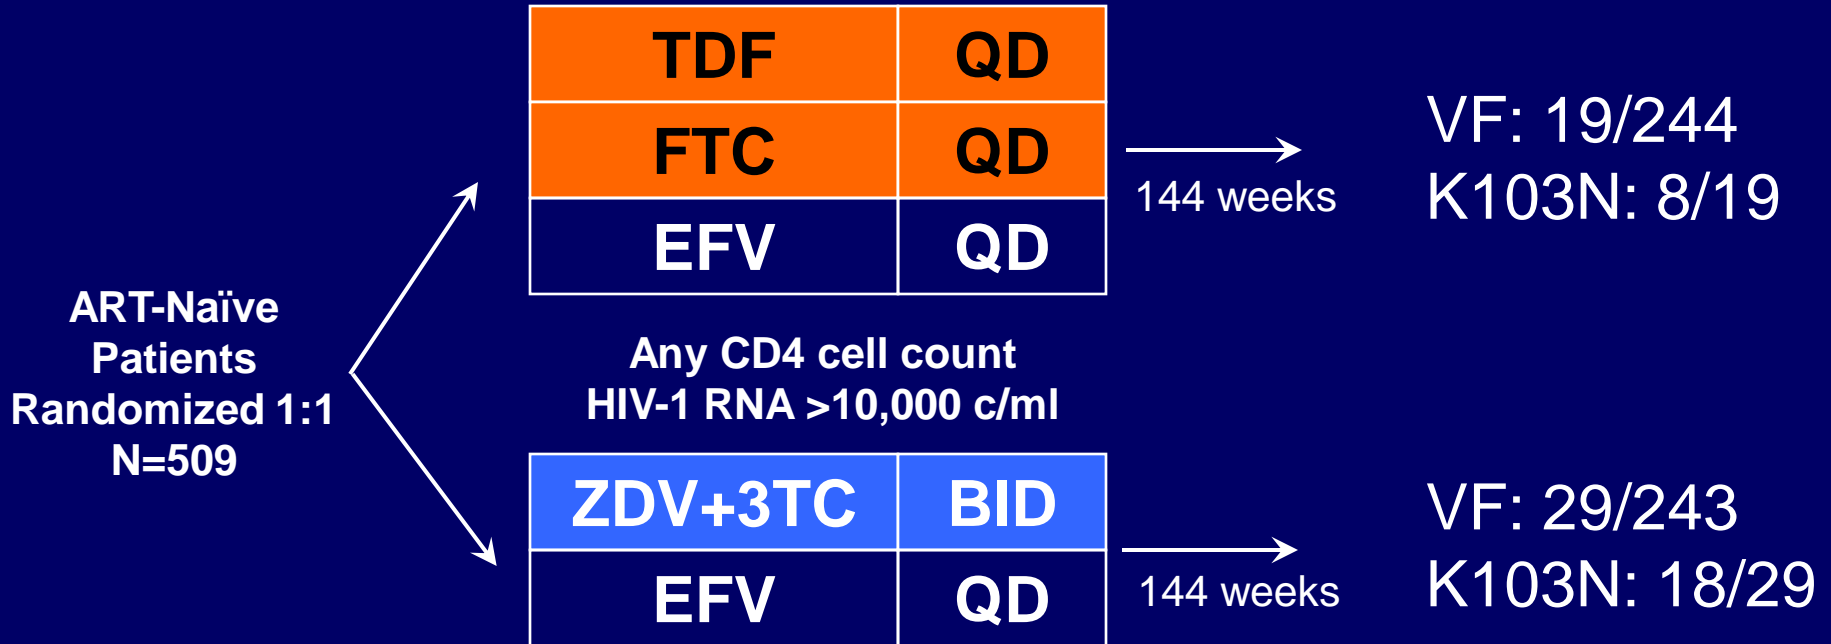 ART-Naïve
Patients
Randomized 1:1
N=509
TDF QD
FTC QD
EFV QD
144 weeks
VF: 19/244
K103N: 8/19
Any CD4 cell count
HIV-1 RNA >10,000 c/ml
ZDV+3TC BID
EFV QD
144 weeks
VF: 29/243
K103N: 18/29